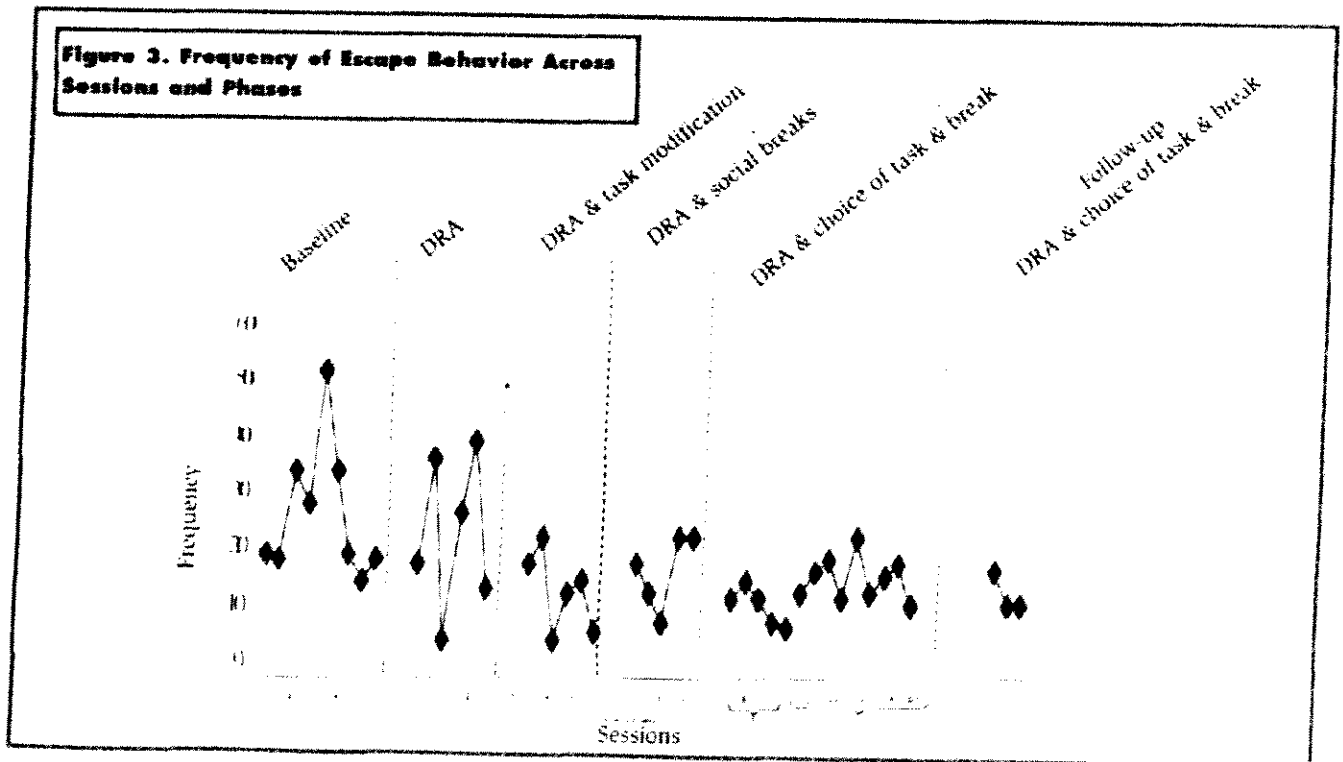 Figure 3. Frequency of Escape Behavior Across
Sessions and Phases
Baseline
DRA
DRA & task modification
DRA & social breaks
DRA & choice of task & break
Follow-up
DRA & choice of task & break
Frequency
10
Sessions